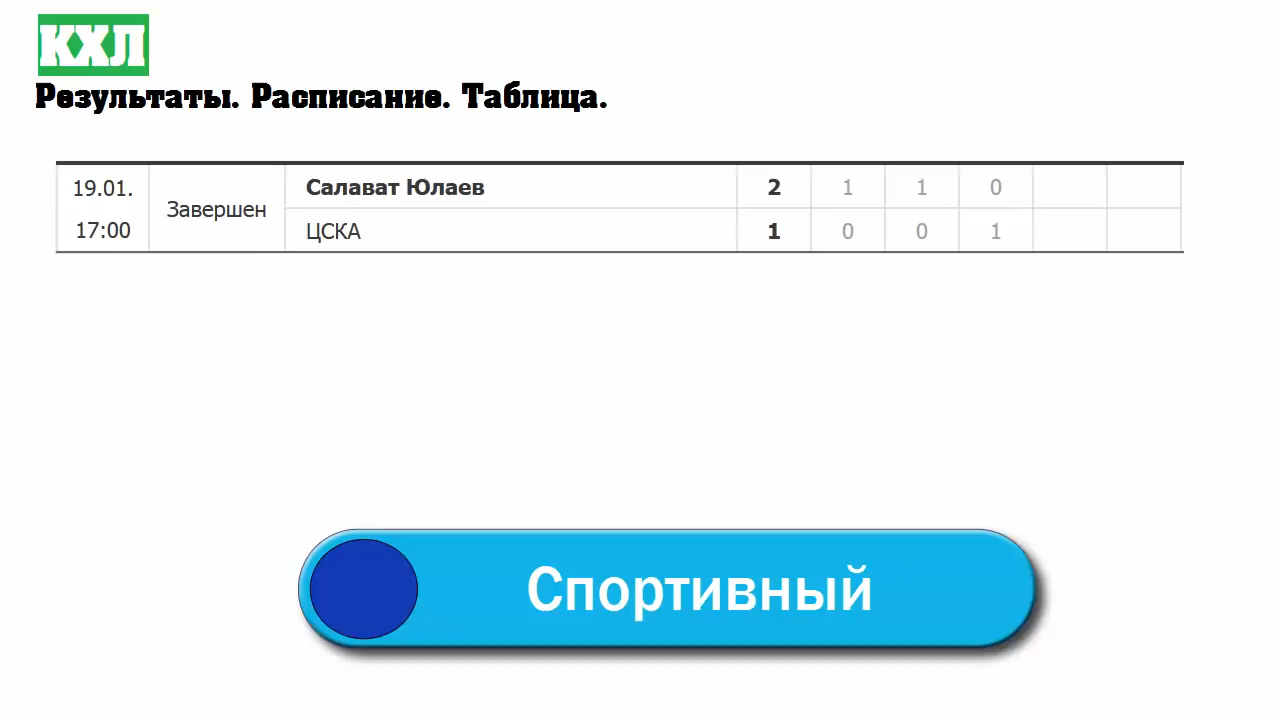 КХЛ
Результаты. Расписание. Таблица.
19.01. 17:00 Завершен
Салават Юлаев 2 1 1 0
ЦСКА 1 0 0 1
Спортивный